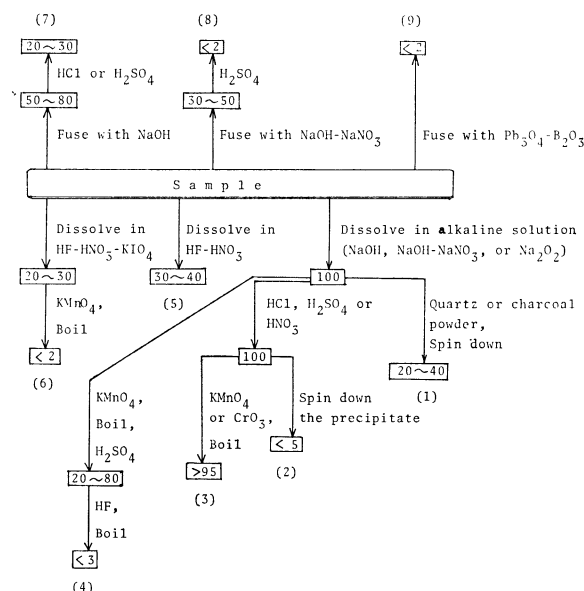 (7)
(8)
(9)
20~30
<2
<2
HCl or H₂SO₄
H₂SO₄
50~80
30~50
Fuse with NaOH
Fuse with NaOH-NaNO₃
Fuse with Pb₃O₄-B₂O₃
Sample
Dissolve in
HF-HNO₃-KIO₄
Dissolve in
HF-HNO₃
Dissolve in alkaline solution
(NaOH, NaOH-NaNO₃, or Na₂O₂)
20~30
30~40
100
(5)
KMnO₄,
Boil
HCl, H₂SO₄ or
HNO₃
Quartz or charcoal
powder,
Spin down
<2
100
20~40
(6)
(1)
KMnO₄,
Boil,
H₂SO₄
KMnO₄
or CrO₃,
Boil
Spin down
the precipitate
<5
(2)
20~80
>95
(3)
HF,
Boil
<3
(4)